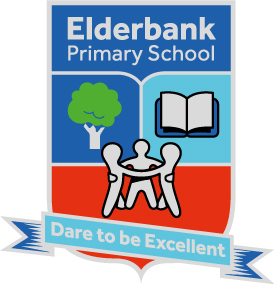 Elderbank
Primary School
Dare to be Excellent